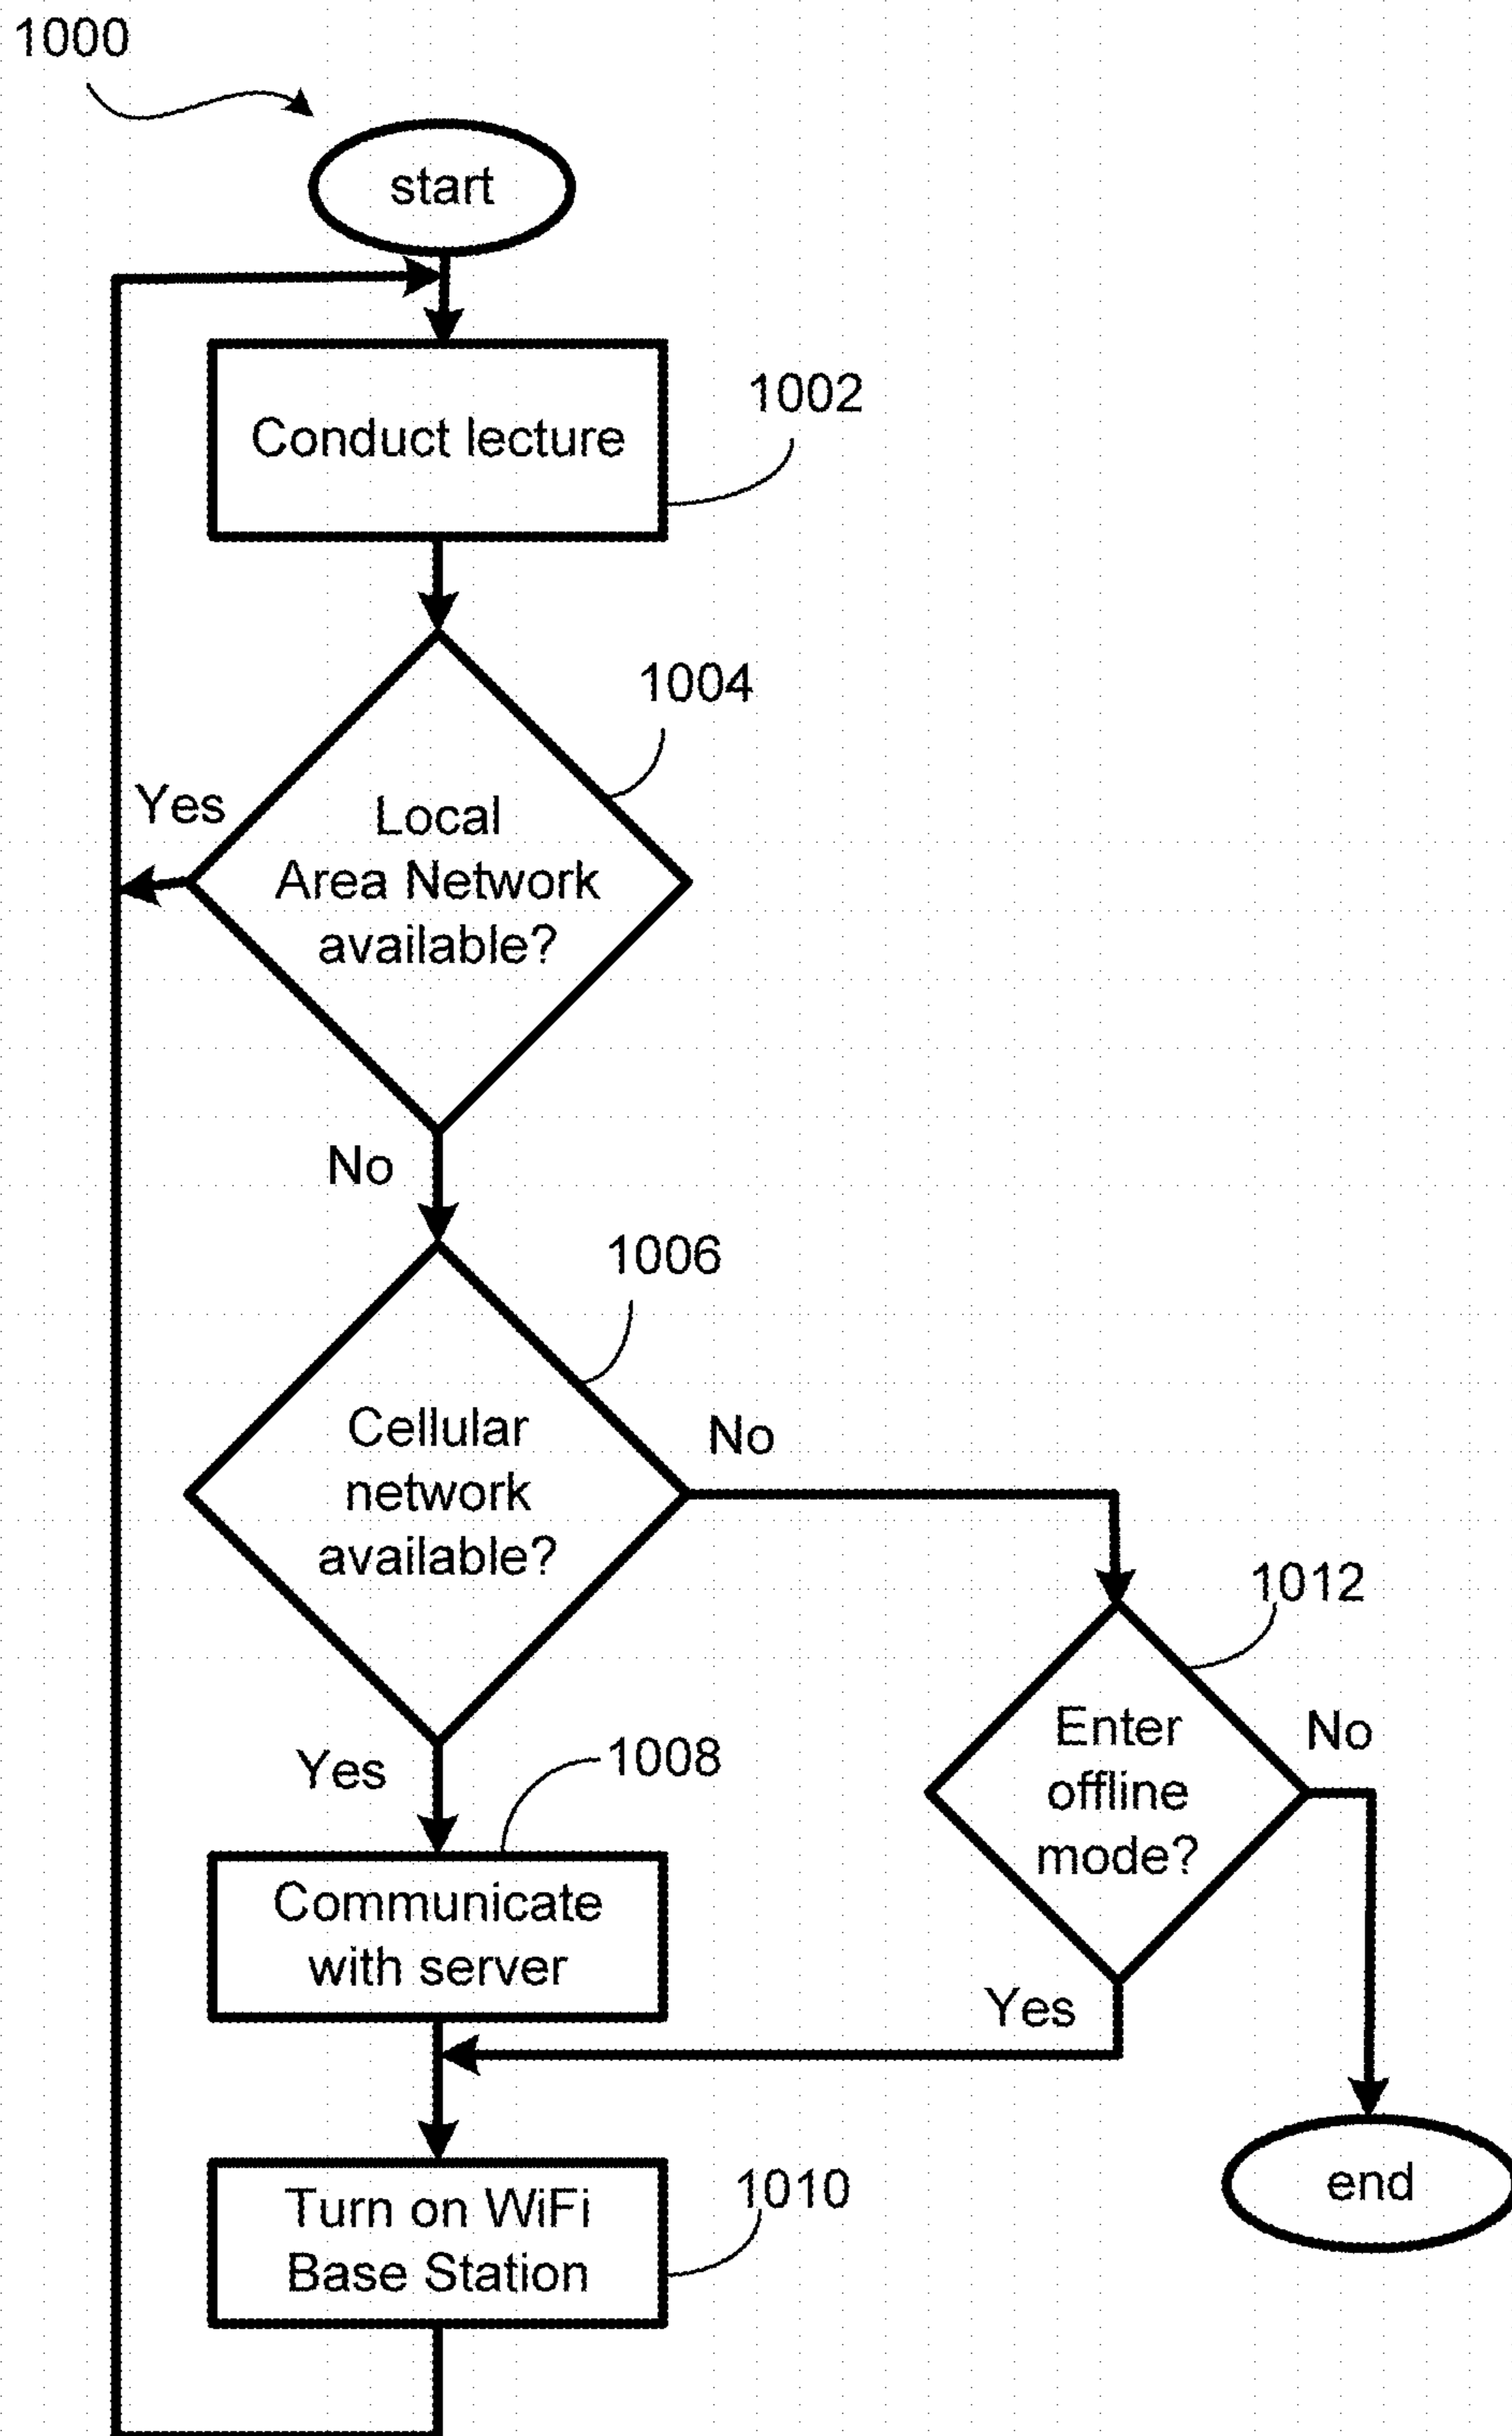 1000
start
Conduct lecture
1002
1004
Yes
Local
Area Network
available?
No
1006
Cellular
network
available?
No
1012
Enter
offline
mode?
No
Yes
1008
Communicate
with server
Yes
Turn on WiFi
Base Station
1010
end